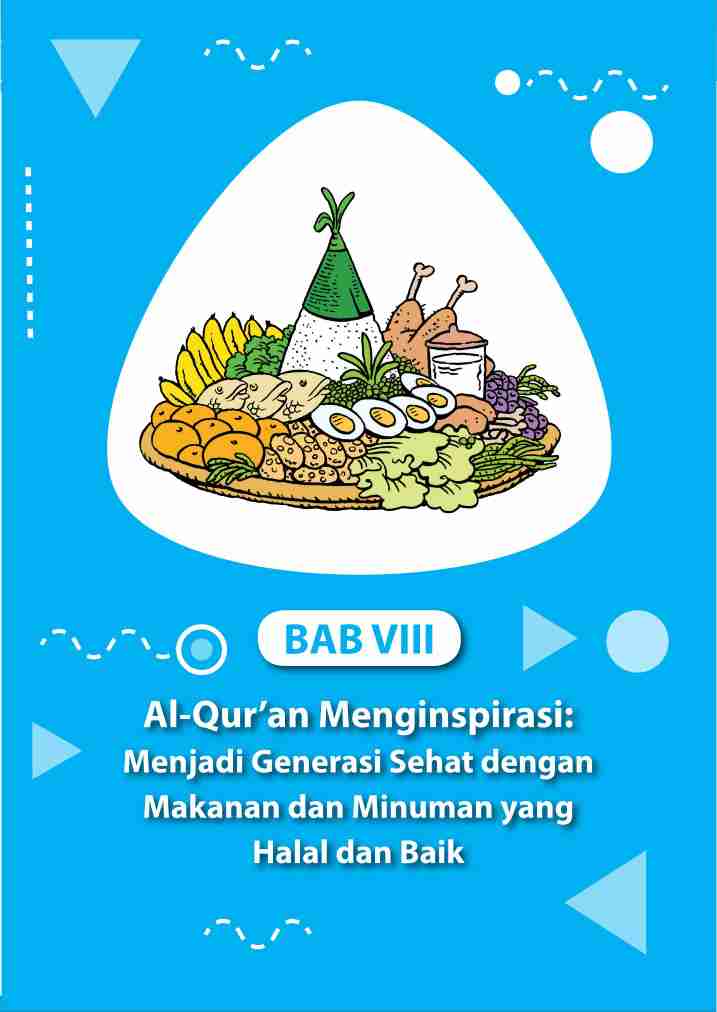 BAB VIII
Al-Qur’an Menginspirasi:
Menjadi Generasi Sehat dengan
Makanan dan Minuman yang
Halal dan Baik